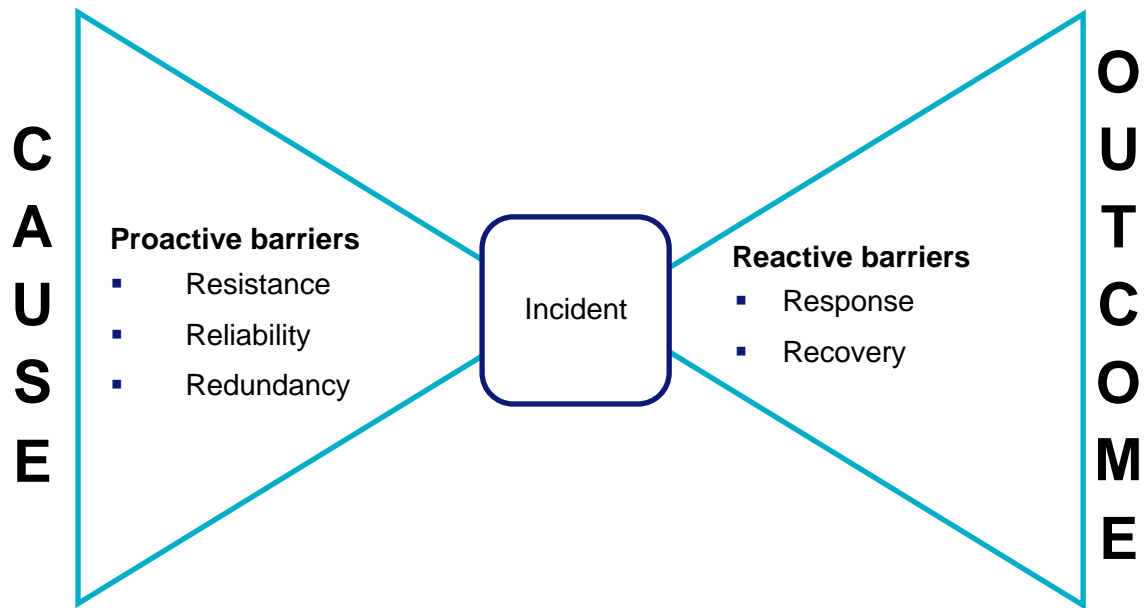 CAUSE
Proactive barriers
▪ Resistance
▪ Reliability
▪ Redundancy
Incident
Reactive barriers
▪ Response
▪ Recovery
OUTCOME